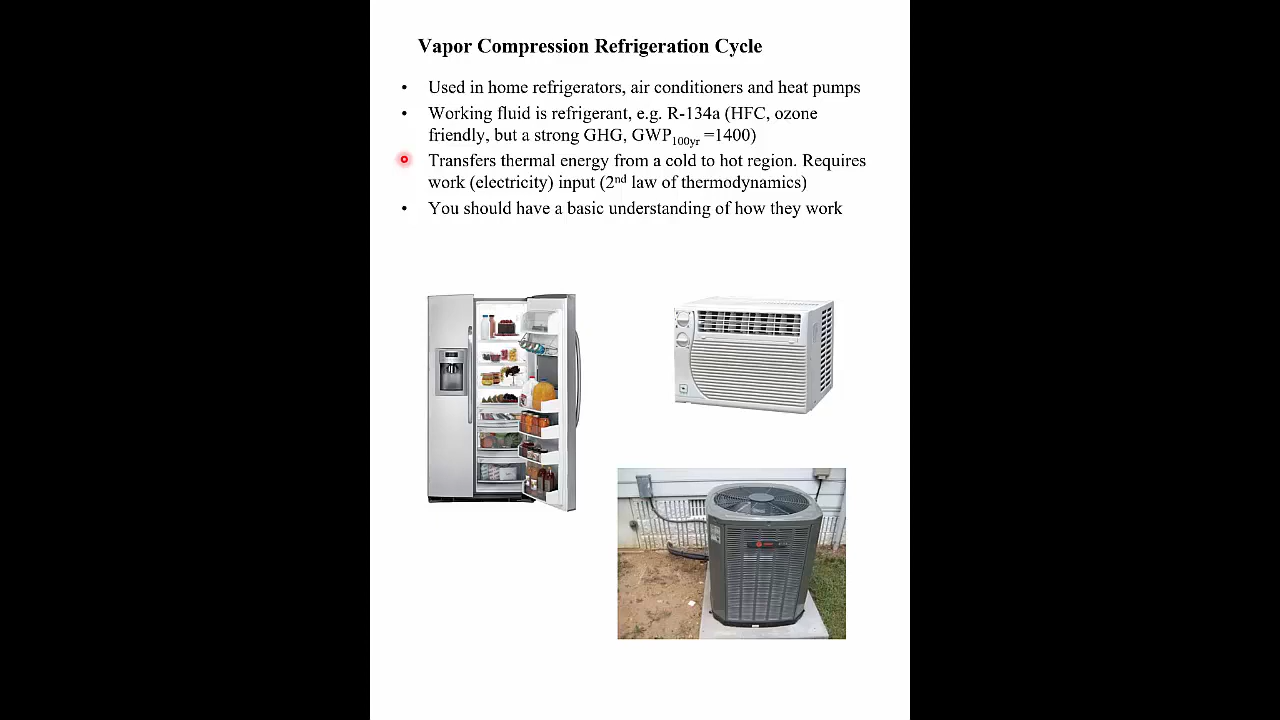 Vapor Compression Refrigeration Cycle
• Used in home refrigerators, air conditioners and heat pumps
• Working fluid is refrigerant, e.g. R-134a (HFC, ozone
friendly, but a strong GHG, GWP100yr =1400)
Transfers thermal energy from a cold to hot region. Requires
work (electricity) input (2nd law of thermodynamics)
• You should have a basic understanding of how they work